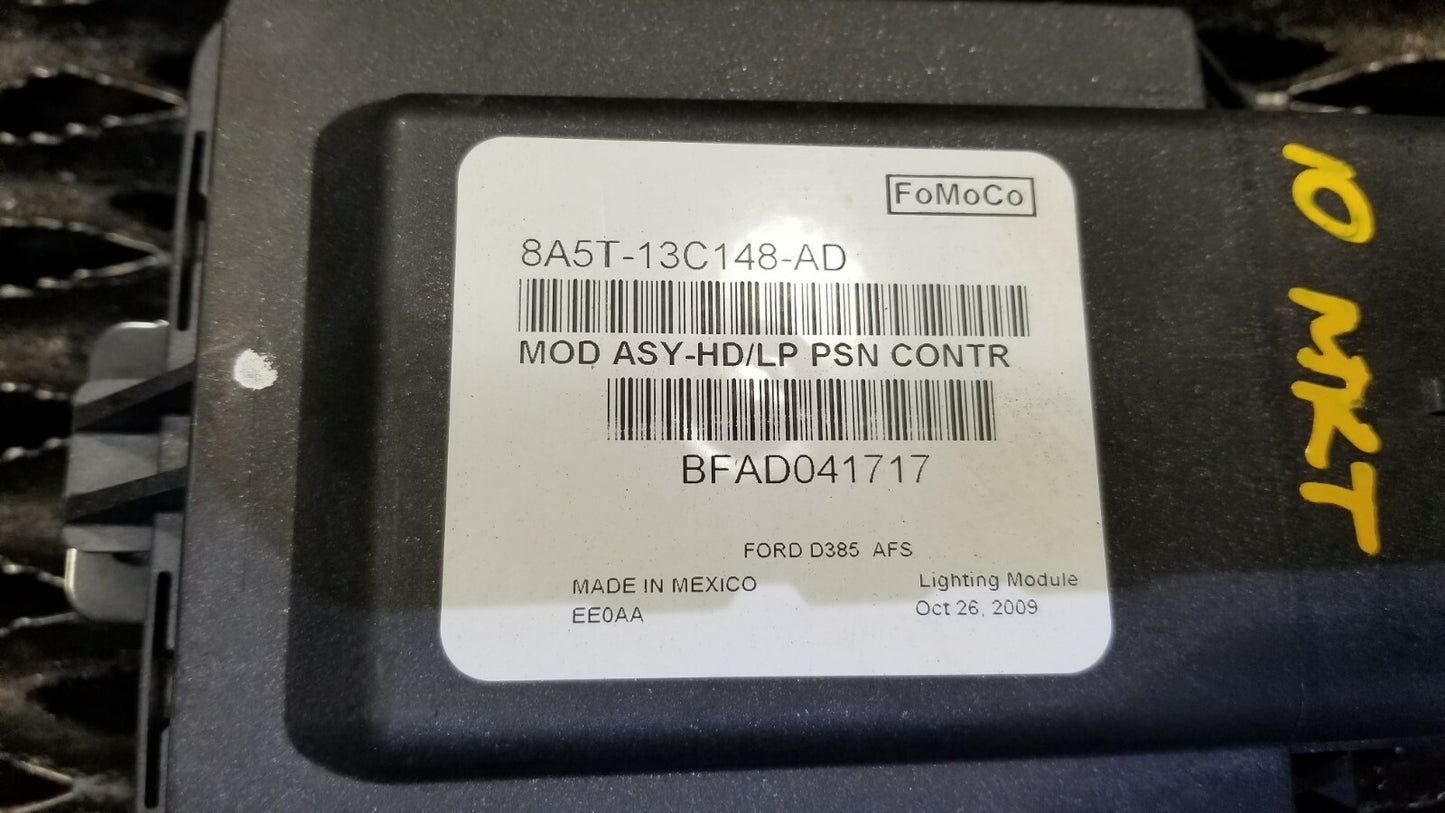 FoMoCo
8A5T-13C148-AD
MOD ASY-HD/LP PSN CONTR
BFAD041717
FORD D385 AFS
MADE IN MEXICO
EE0AA
Lighting Module
Oct 26, 2009
10 MKT